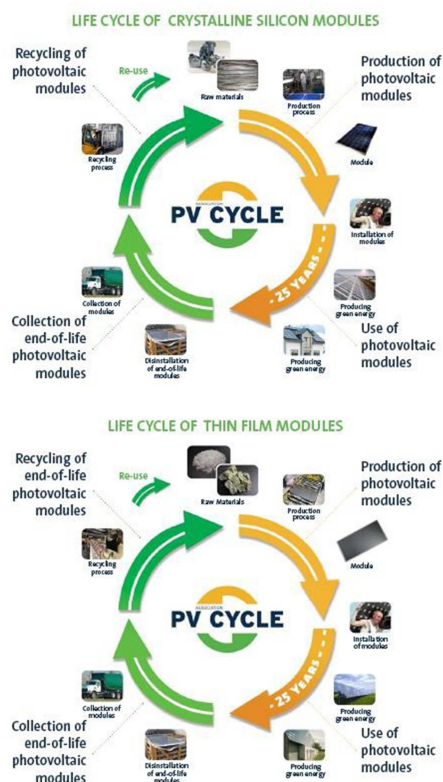 LIFE CYCLE OF CRYSTALLINE SILICON MODULES
Recycling of
photovoltaic
modules
Re-use
Raw materials
Production
process
Production of
photovoltaic
modules
Recycling
process
Module
ASSOCIATION
PV CYCLE
Installation of
modules
Collection of
modules
- 25 YEARS - - -
Producing
green energy
Collection of
end-of-life
photovoltaic
modules
Disinstallation
of end-of-life
modules
Producing
green energy
Use of
photovoltaic
modules
LIFE CYCLE OF THIN FILM MODULES
Recycling of
end-of-life
photovoltaic
modules
Re-use
Raw Materials
Production
process
Production of
photovoltaic
modules
Recycling
process
Module
ASSOCIATION
PV CYCLE
Installation
of modules
Collection of
modules
- 25 YEARS - - -
Producing
green energy
Collection of
end-of-life
photovoltaic
modules
Disinstallation
of end-of-life
modules
Producing
green energy
Use of
photovoltaic
modules